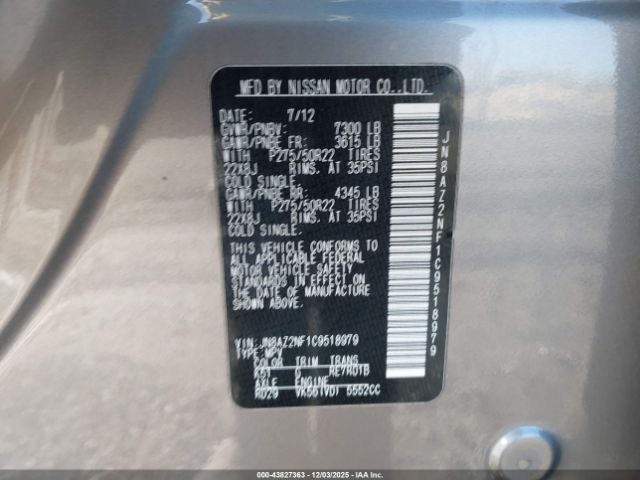 MFD BY NISSAN MOTOR CO.,LTD.
DATE: 7/12
GVWR/PNBV: 7300 LB
GAWR/PNBE FR: 3615 LB
WITH P275/50R22 TIRES
22X8J RIMS. AT 35PSI
COLD SINGLE.
GAWR/PNBE RR: 4345 LB
WITH P275/50R22 TIRES
22X8J RIMS. AT 35PSI
COLD SINGLE.
THIS VEHICLE CONFORMS TO
ALL APPLICABLE FEDERAL
MOTOR VEHICLE SAFETY
STANDARDS IN EFFECT ON
THE DATE OF MANUFACTURE
SHOWN ABOVE.
VIN: JN8AZ2NF1C9518979
TYPE: MPV
COLOR TRIM TRANS
K51 G RE7R01B
AXLE ENGINE
RD29 VK56(VD) 5552CC
JN8AZ2NF1C9518979
000-43827363 - 12/03/2025 - IAA Inc.